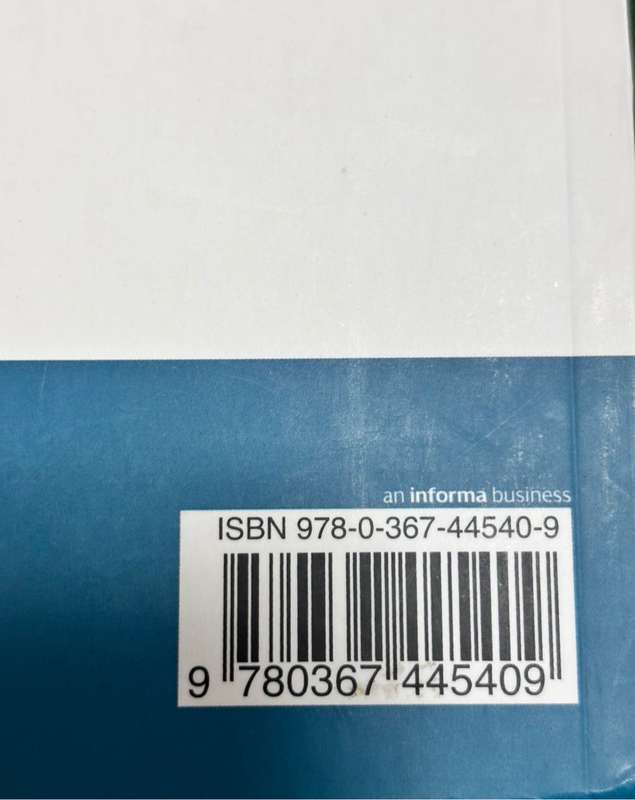 an informa business
ISBN 978-0-367-44540-9
9 780367 445409